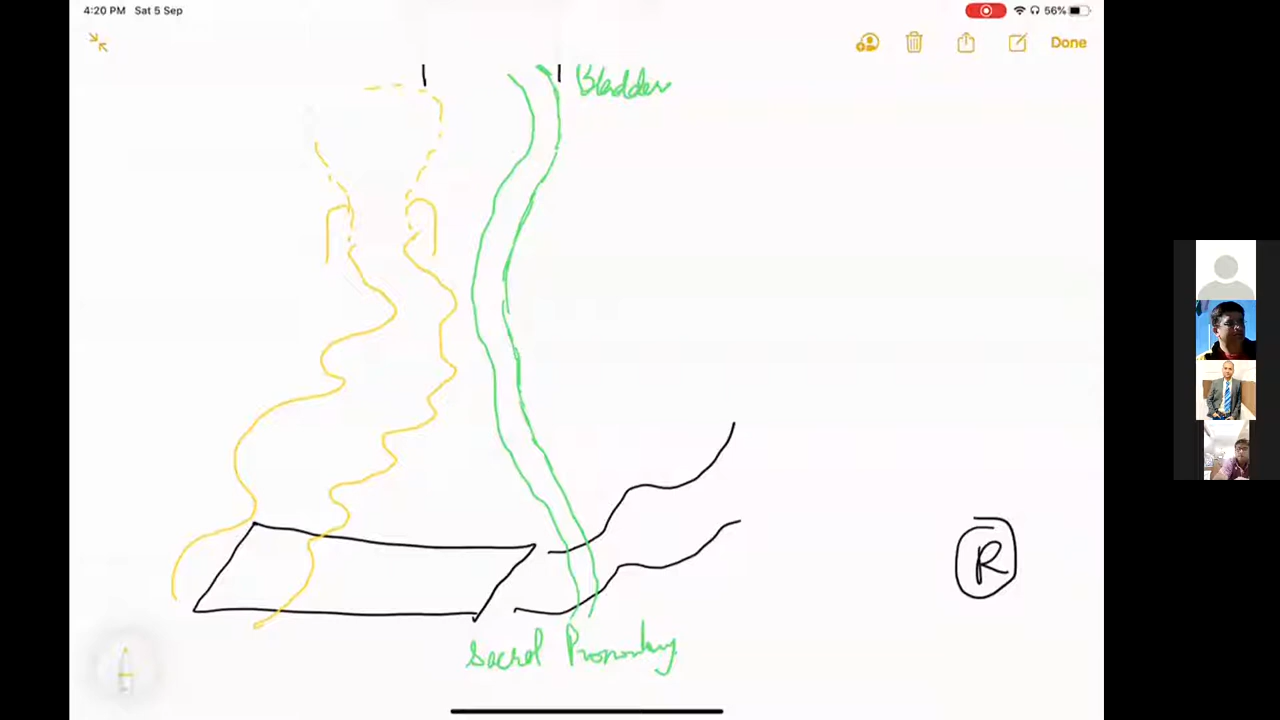 4:20 PM Sat 5 Sep
56%
Done
Bladder
R
Sacral Promontory